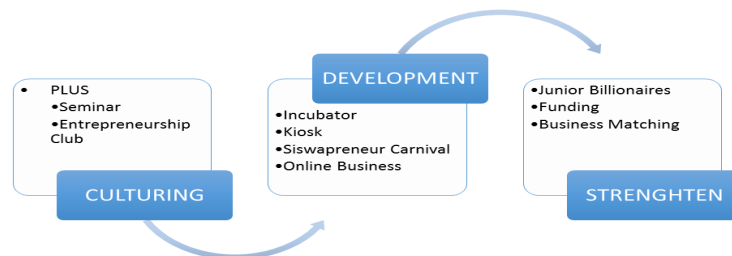 • PLUS
•Seminar
•Entrepreneurship
Club
CULTURING
DEVELOPMENT
•Incubator
•Kiosk
•Siswapreneur Carnival
•Online Business
•Junior Billionaires
•Funding
•Business Matching
STRENGHTEN